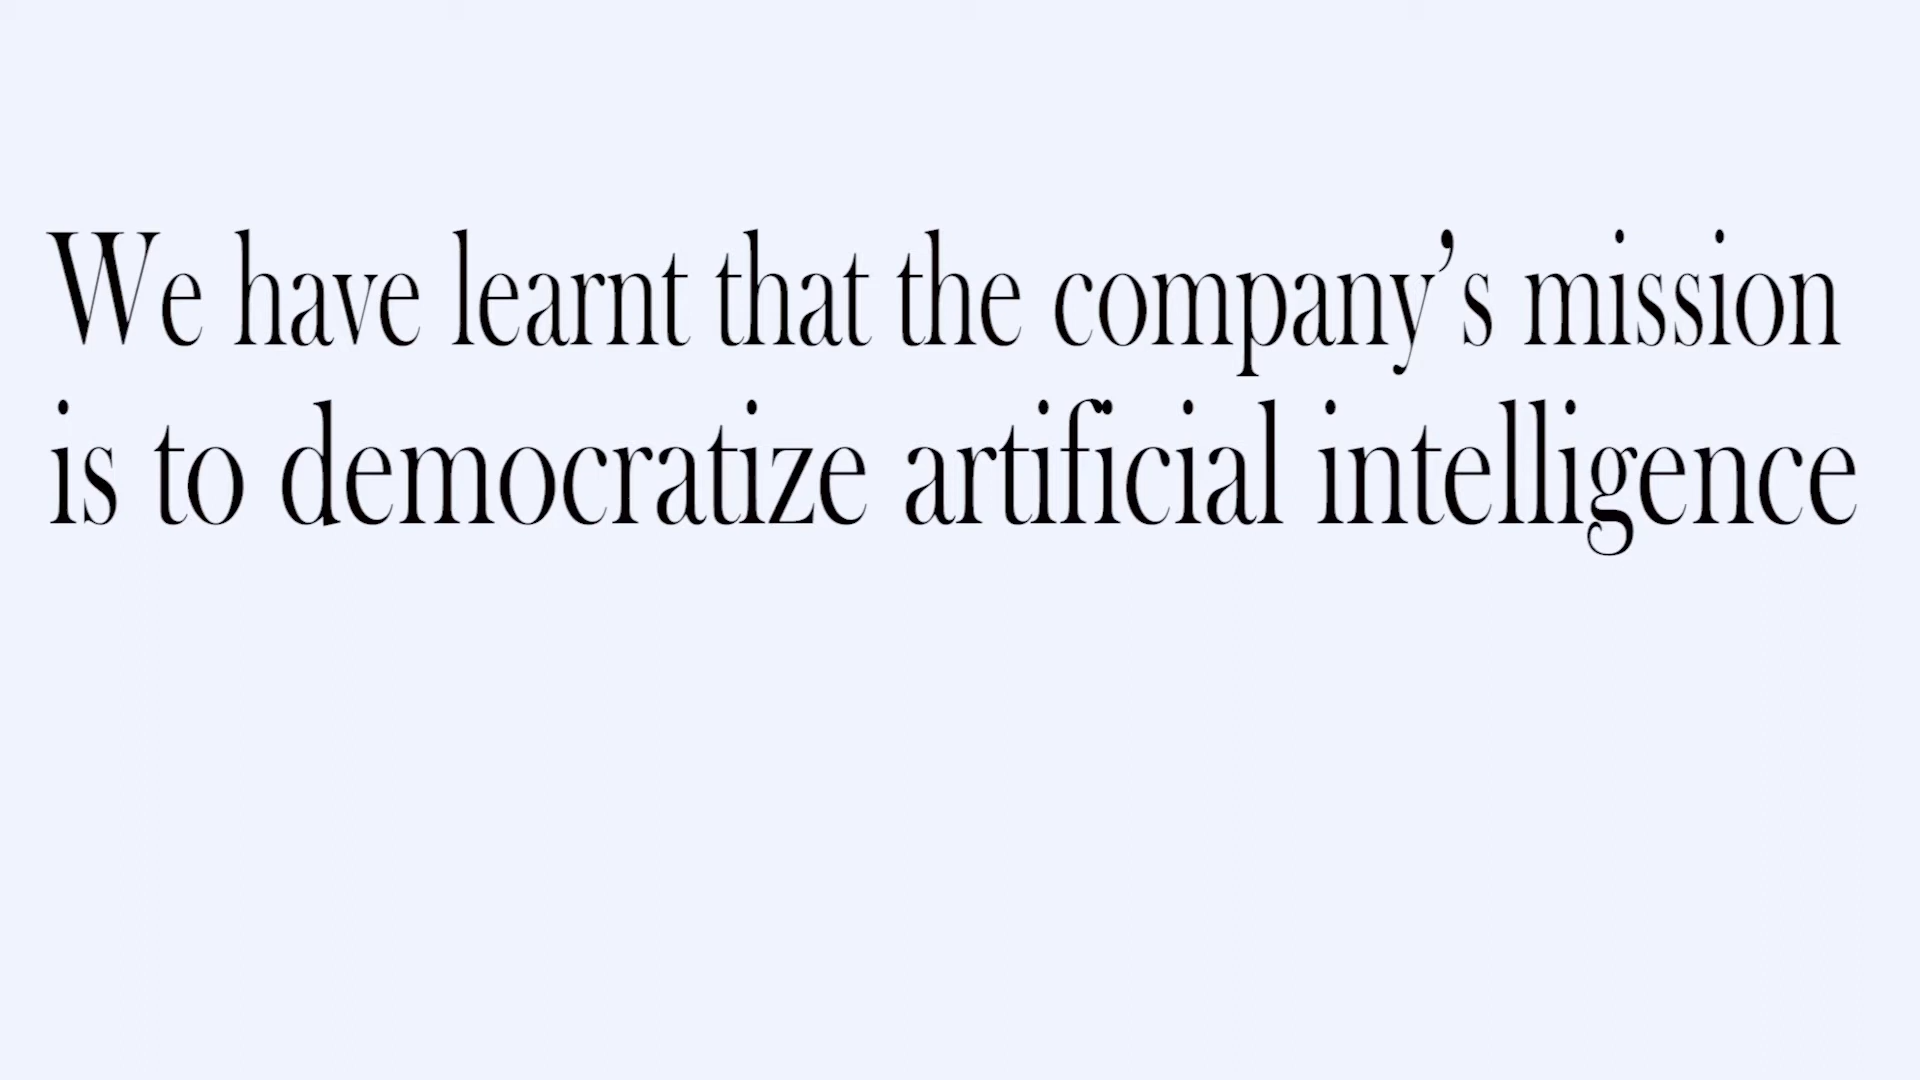 We have learnt that the company’s mission
is to democratize artificial intelligence